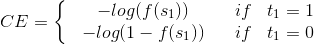 CE = { -log(f(s₁)) if t₁ = 1
-log(1 - f(s₁)) if t₁ = 0